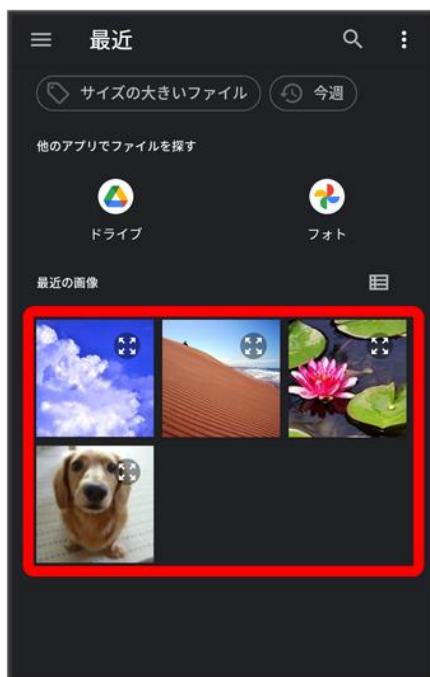 最近
サイズの大きいファイル
今週
他のアプリでファイルを探す
ドライブ
フォト
最近の画像